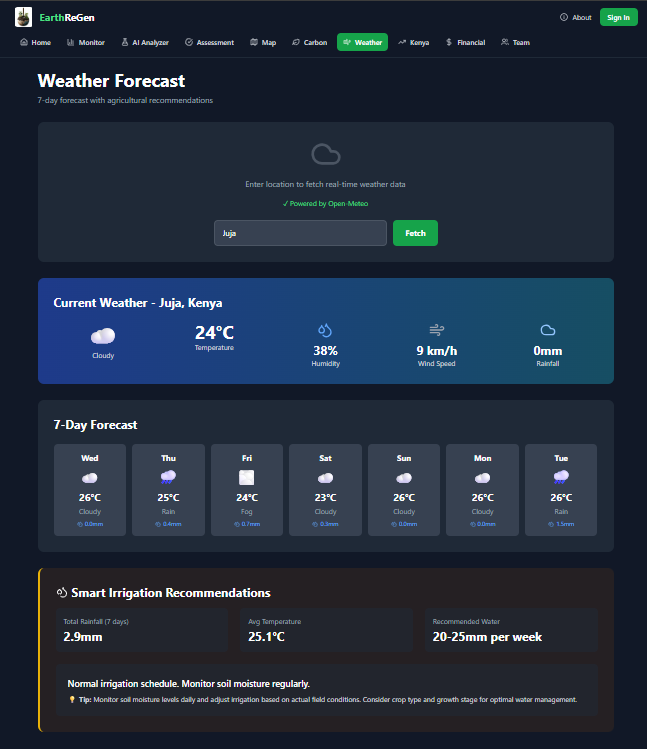 EarthReGen
About
Sign In
Home
Monitor
AI Analyzer
Assessment
Map
Carbon
Weather
Kenya
Financial
Team
Weather Forecast
7-day forecast with agricultural recommendations
Enter location to fetch real-time weather data
✓ Powered by Open-Meteo
Juja
Fetch
Current Weather - Juja, Kenya
Cloudy
24°C
Temperature
38%
Humidity
9 km/h
Wind Speed
0mm
Rainfall
7-Day Forecast
Wed
26°C
Cloudy
0.0mm
Thu
25°C
Rain
0.4mm
Fri
24°C
Fog
0.7mm
Sat
23°C
Cloudy
0.3mm
Sun
26°C
Cloudy
0.0mm
Mon
26°C
Cloudy
0.0mm
Tue
26°C
Rain
1.5mm
Smart Irrigation Recommendations
Total Rainfall (7 days)
2.9mm
Avg Temperature
25.1°C
Recommended Water
20-25mm per week
Normal irrigation schedule. Monitor soil moisture regularly.
Tip: Monitor soil moisture levels daily and adjust irrigation based on actual field conditions. Consider crop type and growth stage for optimal water management.